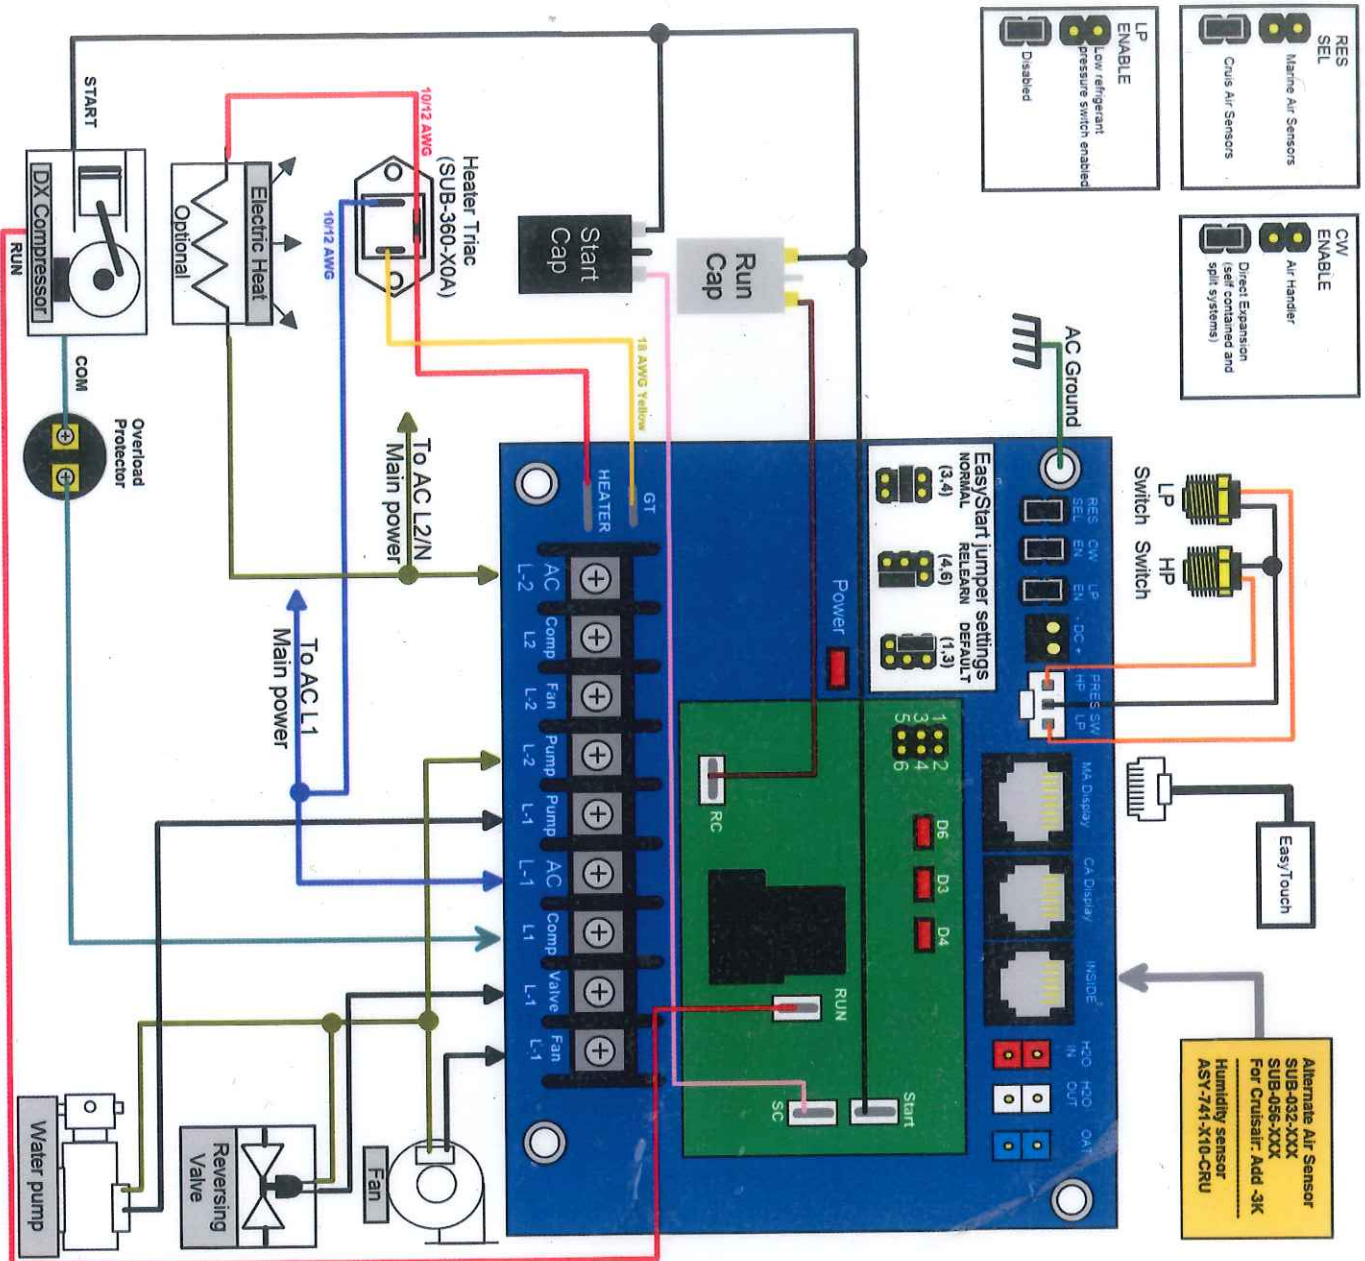 RES
SEL
Marine Air Sensors
Cruis Air Sensors
CW
ENABLE
Air Handler
Direct Expansion
(self contained and
split systems)
LP
ENABLE
Low refrigerant
pressure switch enabled
Disabled
AC Ground
LP
Switch
HP
Switch
EasyTouch
Alternate Air Sensor
SUB-032-XXX
SUB-056-XXX
For Cruisair: Add -3K
Humidity sensor
ASY-741-X10-CRU
RES
SEL
CW
EN
LP
EN
- DC +
PRES SW
HP LP
MA Display
CA Display
INSIDE
H2O
IN
H2O
OUT
OAT
EasyStart jumper settings
(3,4)
NORMAL
(4,6)
RELEARN
(1,3)
DEFAULT
1 2
3 4
5 6
D6
D3
D4
Power
RC
RUN
SC
Start
Run
Cap
Start
Cap
Heater Triac
(SUB-360-X0A)
10/12 AWG
10/12 AWG
18 AWG Yellow
GT
HEATER
AC
L-2
Comp
L2
Fan
L-2
Pump
L-2
Pump
L-1
AC
L-1
Comp
L1
Valve
L-1
Fan
L-1
To AC L2/N
Main power
To AC L1
Main power
Electric Heat
Optional
START
DX Compressor
RUN
COM
Overload
Protector
Fan
Reversing
Valve
Water pump